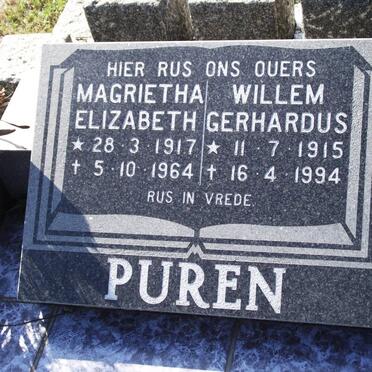 HIER RUS ONS OUERS
MAGRIETHA WILLEM
ELIZABETH GERHARDUS
★ 28·3·1917 ★ 11·7·1915
† 5·10·1964 † 16·4·1994
RUS IN VREDE.
PUREN